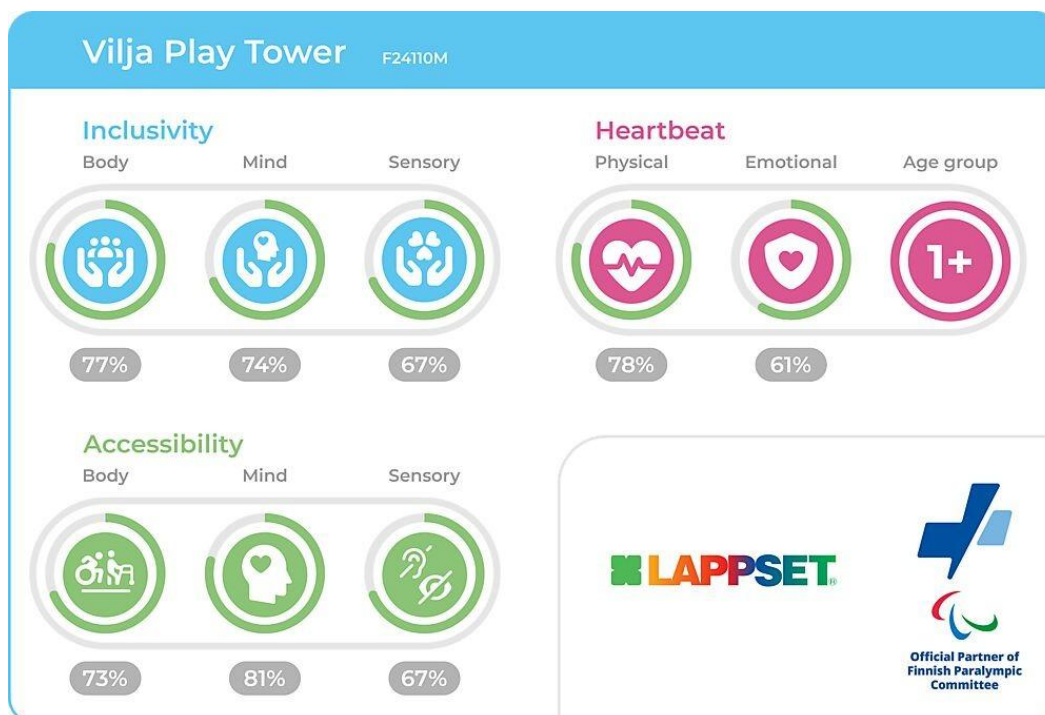 Vilja Play Tower F24110M
Inclusivity
Body Mind Sensory
77% 74% 67%
Heartbeat
Physical Emotional Age group
1+
78% 61%
Accessibility
Body Mind Sensory
73% 81% 67%
LAPPSET®
Official Partner of
Finnish Paralympic
Committee